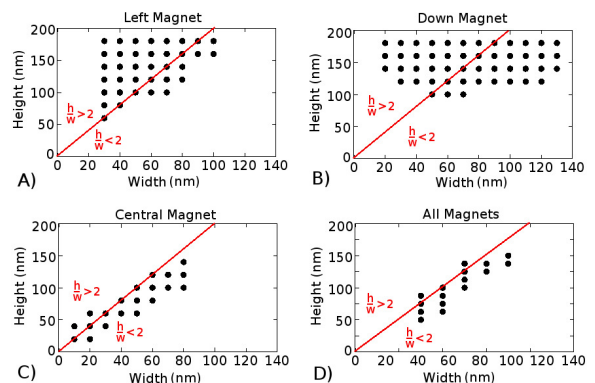 Left Magnet
200
150
100
50
0
0 20 40 60 80 100 120 140
Height (nm)
Width (nm)
h/w>2
h/w<2
A)
Down Magnet
200
150
100
50
0
0 20 40 60 80 100 120 140
Height (nm)
Width (nm)
h/w>2
h/w<2
B)
Central Magnet
200
150
100
50
0
0 20 40 60 80 100 120 140
Height (nm)
Width (nm)
h/w>2
h/w<2
C)
All Magnets
200
150
100
50
0
0 20 40 60 80 100 120
Height (nm)
Width (nm)
h/w>2
h/w<2
D)